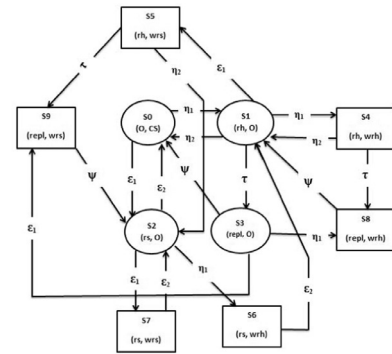 S5
(rh, wrs)
ε1
τ
η2
S9
(repl, wrs)
S0
(O, CS)
η1
η2
S1
(rh, O)
η1
η2
S4
(rh, wrh)
ψ
ε1
ε2
ψ
τ
ψ
τ
S2
(rs, O)
S3
(repl, O)
η1
S8
(repl, wrh)
ε1
η1
ε1
ε2
ε2
S7
(rs, wrs)
S6
(rs, wrh)